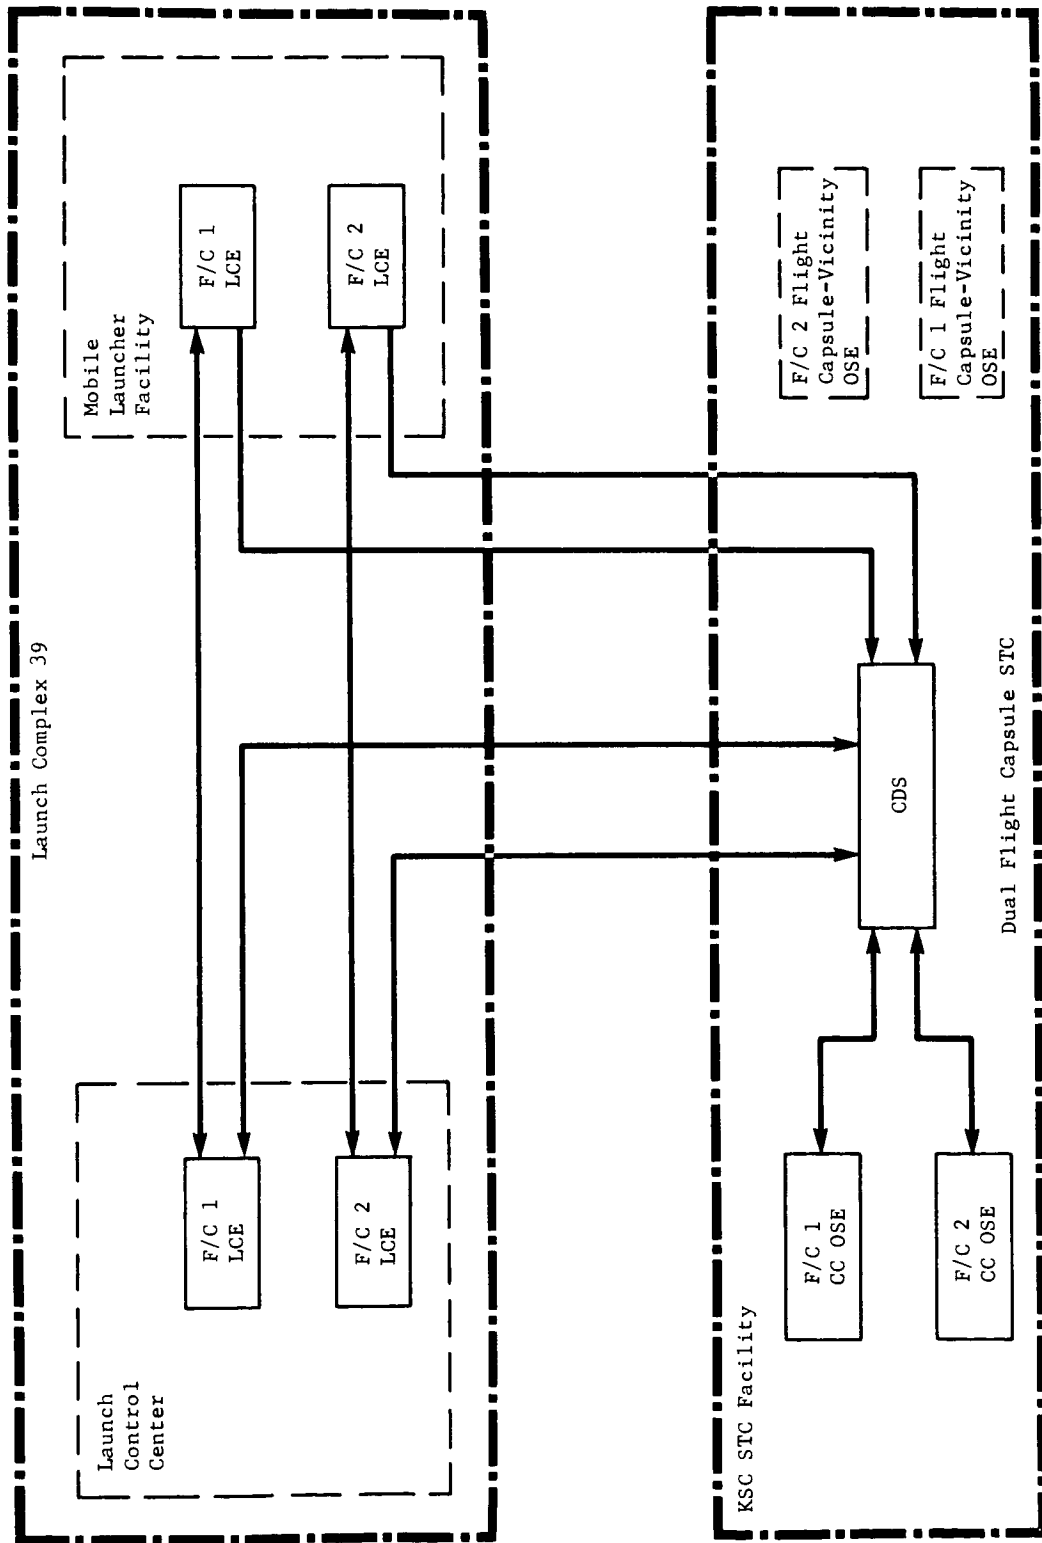 Launch Complex 39
Launch
Control
Center
F/C 1
LCE
F/C 2
LCE
Mobile
Launcher
Facility
F/C 1
LCE
F/C 2
LCE
KSC STC Facility
F/C 1
CC OSE
F/C 2
CC OSE
CDS
F/C 2 Flight
Capsule-Vicinity
OSE
F/C 1 Flight
Capsule-Vicinity
OSE
Dual Flight Capsule STC